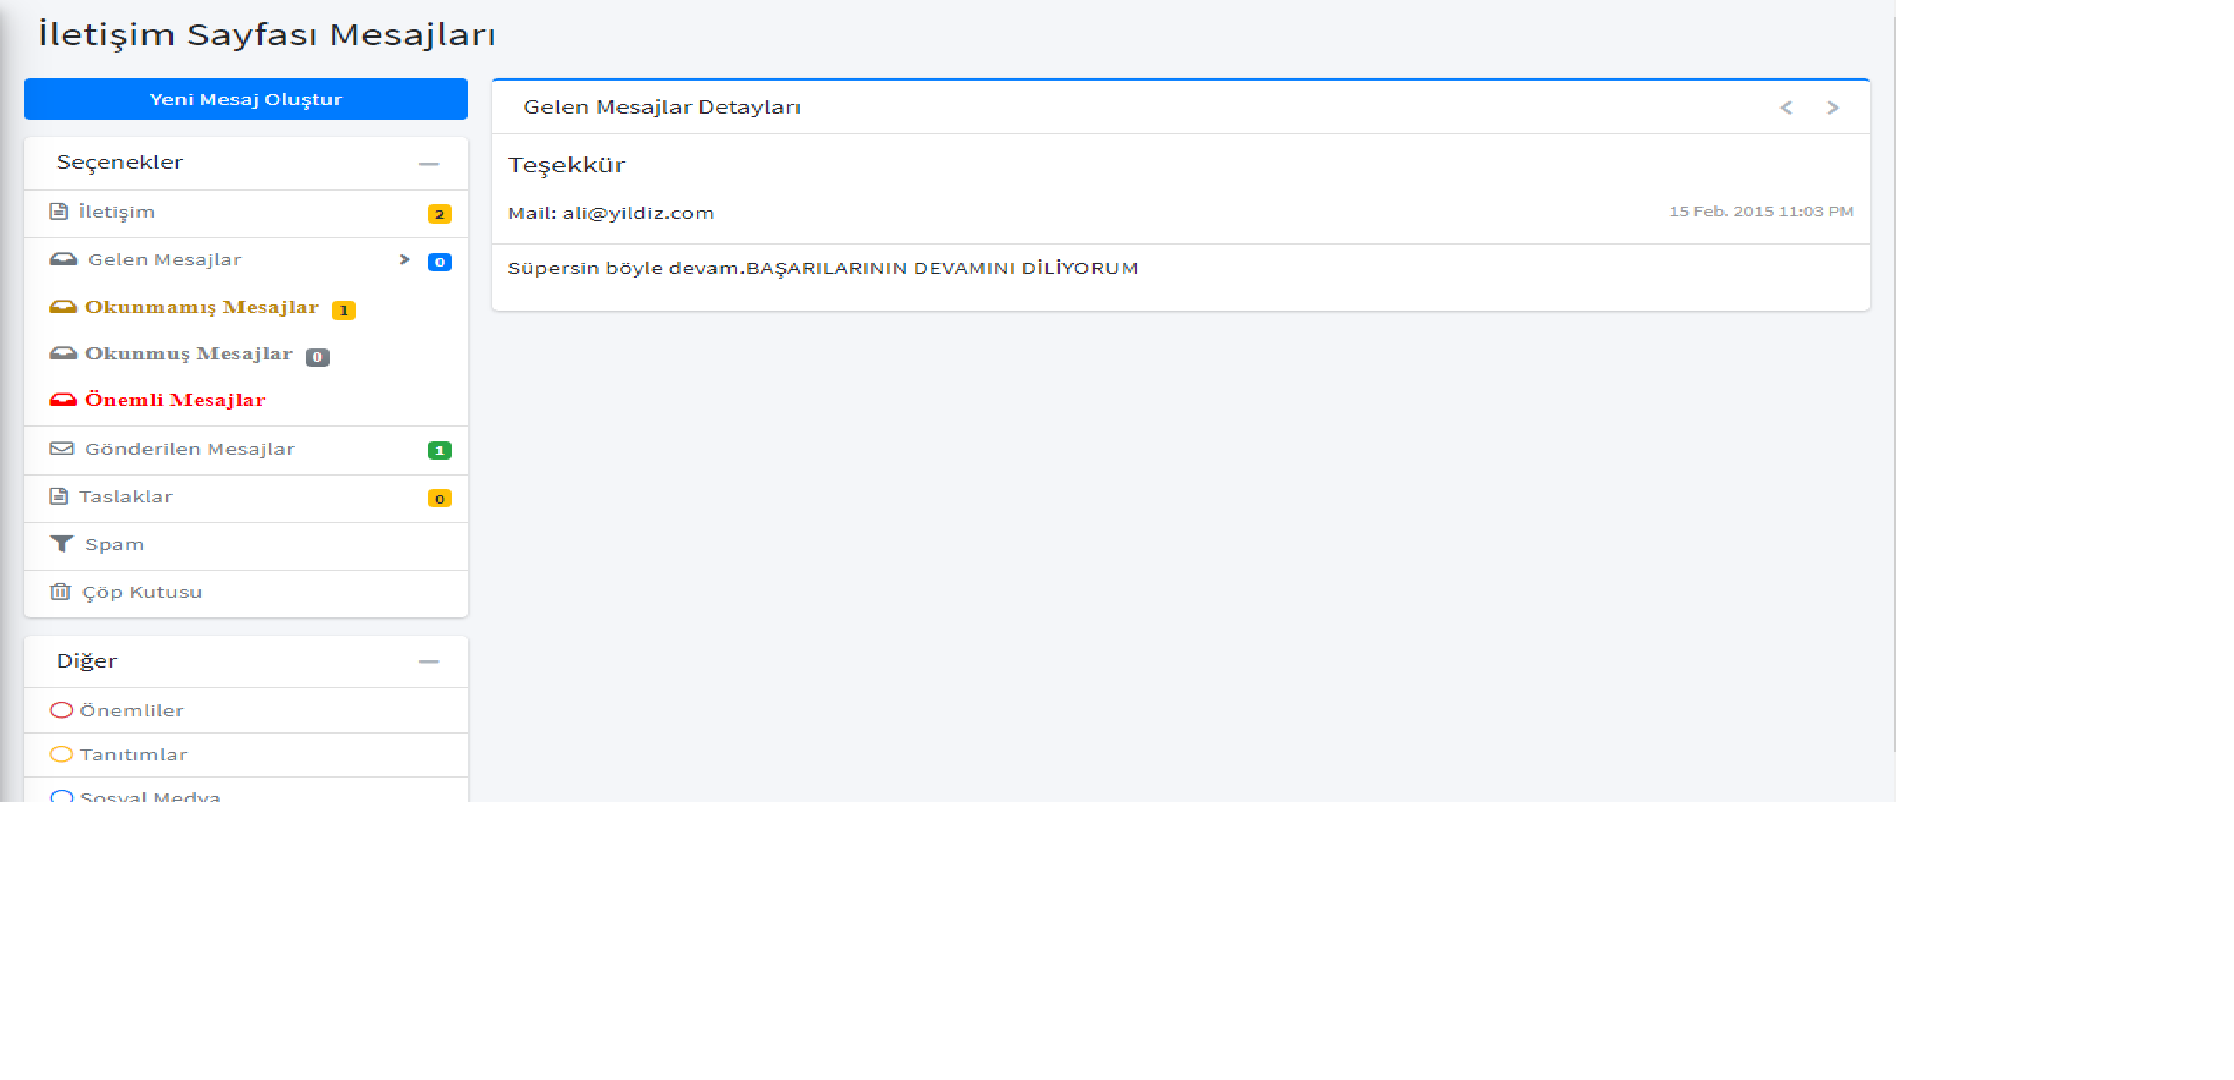 İletişim Sayfası Mesajları
Yeni Mesaj Oluştur
Seçenekler
İletişim 2
Gelen Mesajlar 0
Okunmamış Mesajlar 1
Okunmuş Mesajlar 0
Önemli Mesajlar
Gönderilen Mesajlar 1
Taslaklar 0
Spam
Çöp Kutusu
Diğer
Önemliler
Tanıtımlar
Sosyal Medya
Gelen Mesajlar Detayları
Teşekkür
Mail: ali@yildiz.com 15 Feb. 2015 11:03 PM
Süpersin böyle devam.BAŞARILARININ DEVAMINI DİLİYORUM